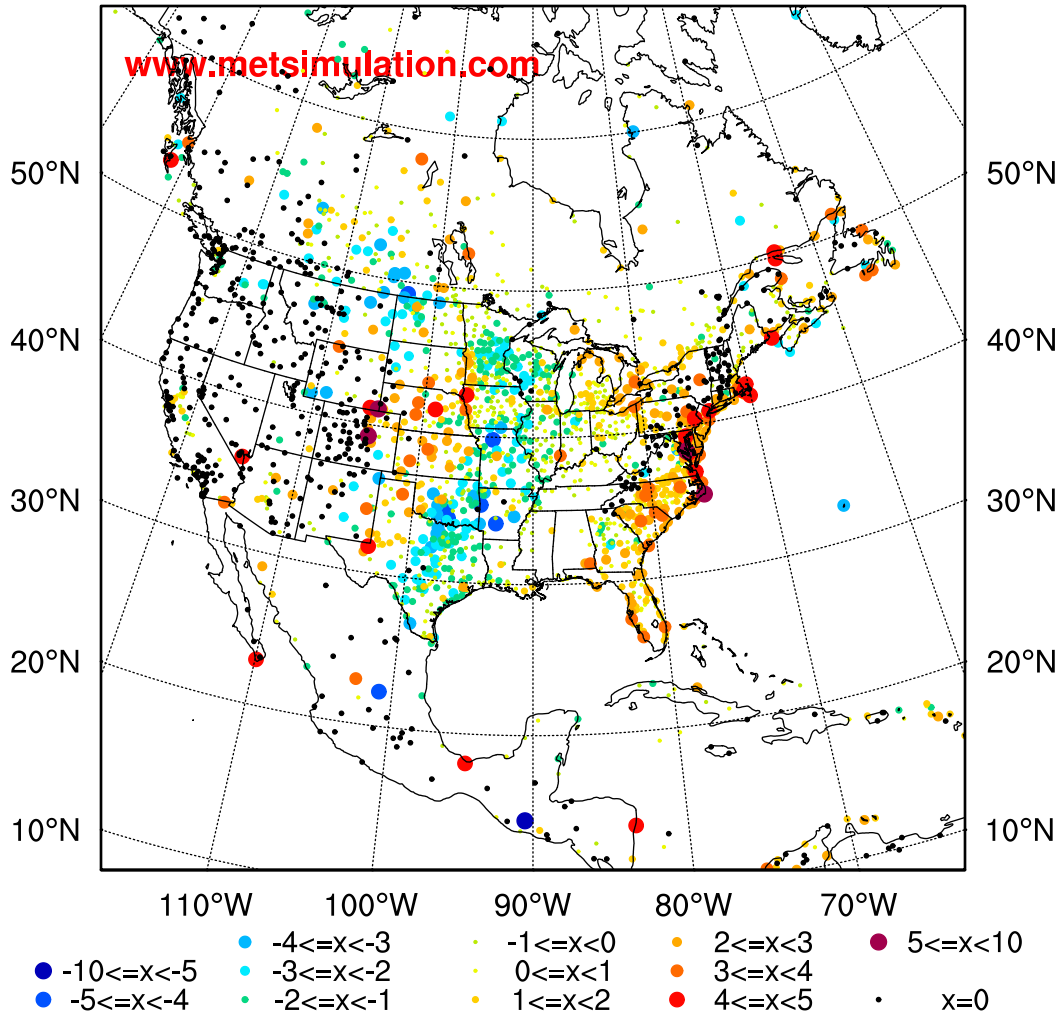 www.metsimulation.com
50°N 50°N
40°N 40°N
30°N 30°N
20°N 20°N
10°N 10°N
110°W 100°W 90°W 80°W 70°W
-4<=x<-3 -1<=x<0 2<=x<3 5<=x<10
-10<=x<-5 -3<=x<-2 0<=x<1 3<=x<4
-5<=x<-4 -2<=x<-1 1<=x<2 4<=x<5 x=0